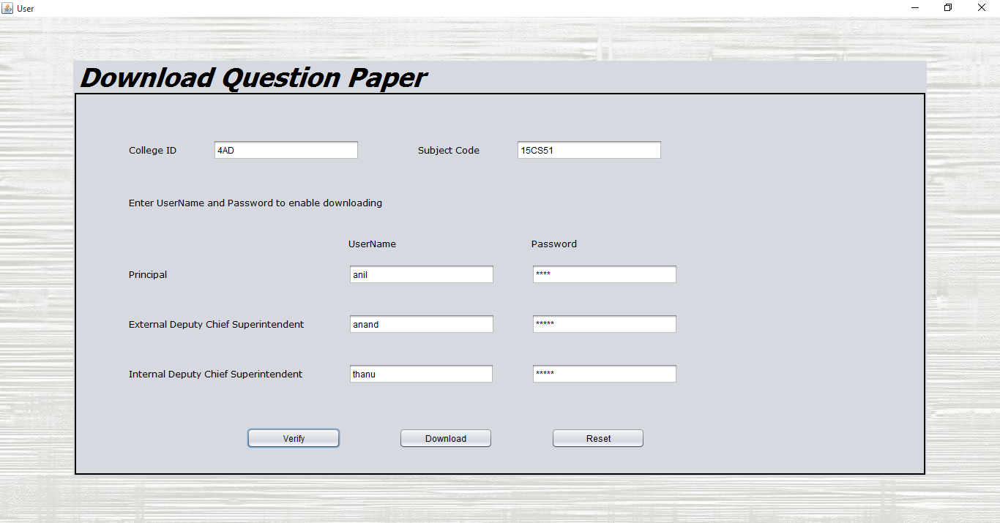 User
Download Question Paper
College ID 4AD Subject Code 15CS51
Enter UserName and Password to enable downloading
UserName Password
Principal anil ****
External Deputy Chief Superintendent anand *****
Internal Deputy Chief Superintendent thanu *****
Verify Download Reset